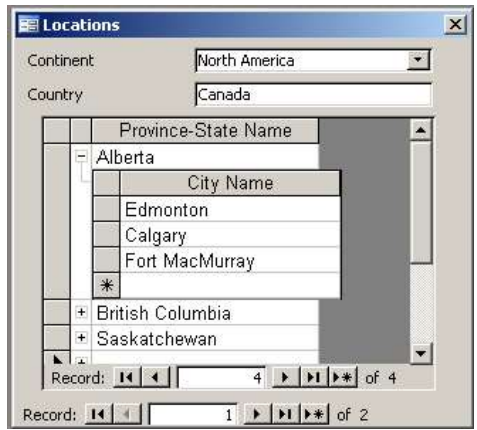 Locations
Continent North America
Country Canada
Province-State Name
Alberta
City Name
Edmonton
Calgary
Fort MacMurray
British Columbia
Saskatchewan
Record: 4 of 4
Record: 1 of 2